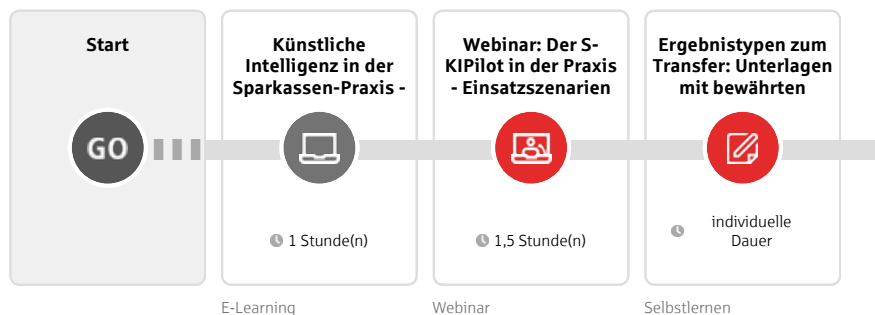 Start
GO
Künstliche
Intelligenz in der
Sparkassen-Praxis -
1 Stunde(n)
E-Learning
Webinar: Der S-
KIPilot in der Praxis
- Einsatzszenarien
1,5 Stunde(n)
Webinar
Ergebnistypen zum
Transfer: Unterlagen
mit bewährten
individuelle
Dauer
Selbstlernen